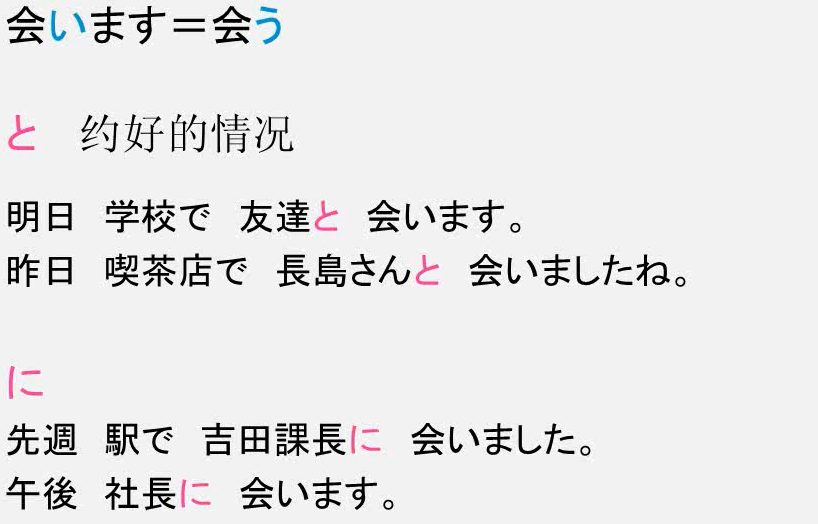 会います＝会う
と　约好的情况
明日　学校で　友達と　会います。
昨日　喫茶店で　長島さんと　会いましたね。
に
先週　駅で　吉田課長に　会いました。
午後　社長に　会います。